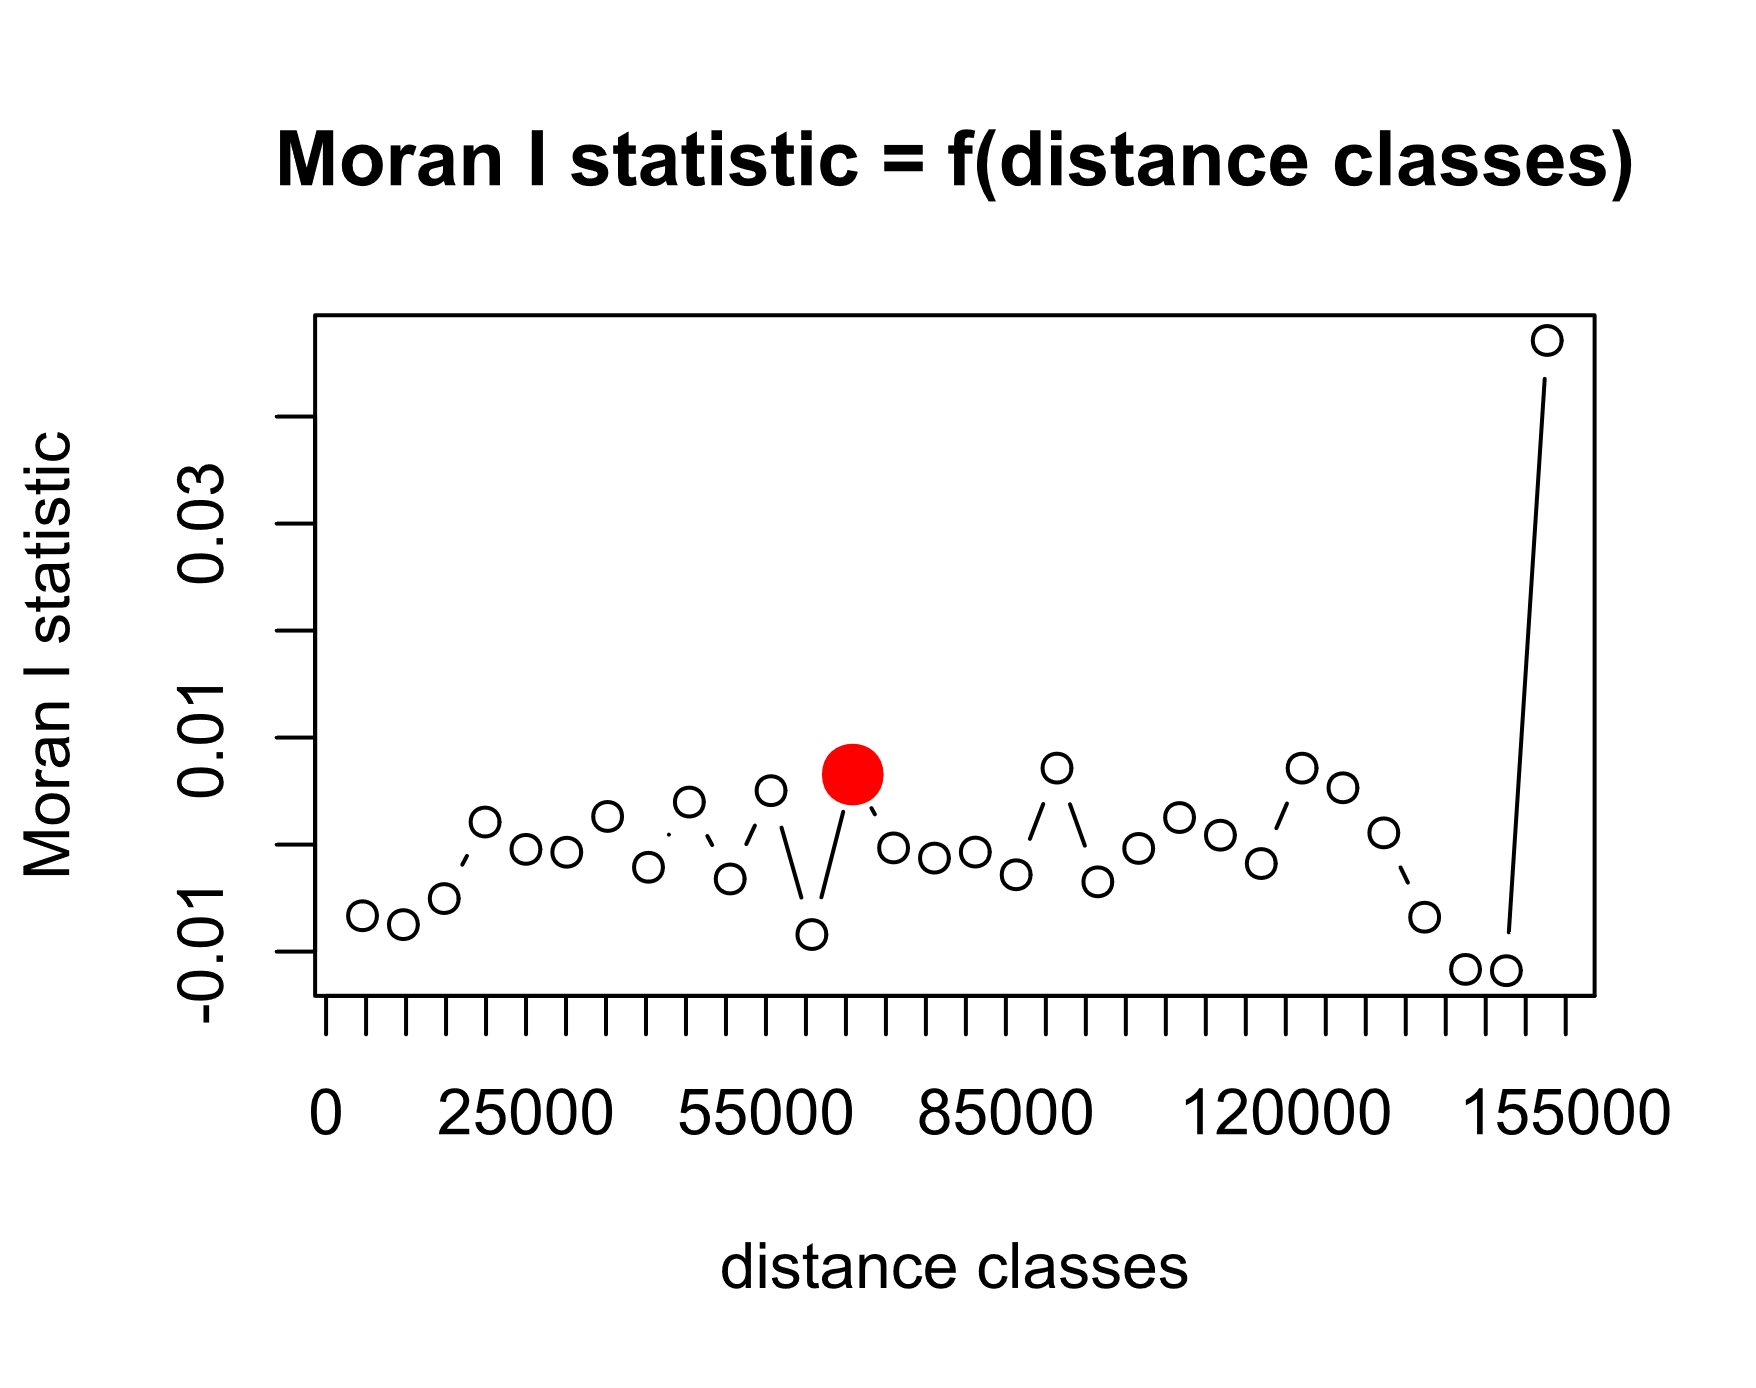 Moran I statistic = f(distance classes)
Moran I statistic
0.03
0.01
-0.01
0 25000 55000 85000 120000 155000
distance classes